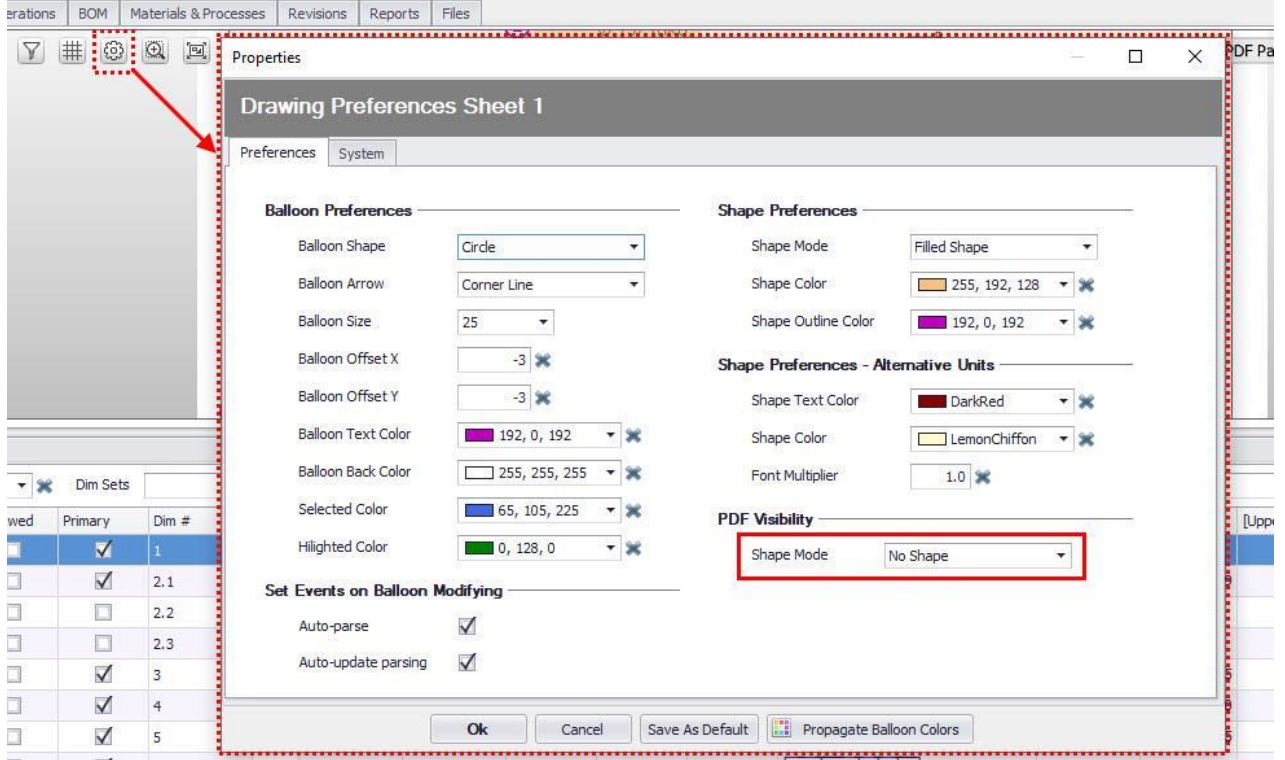 erations BOM Materials & Processes Revisions Reports Files
PDF Pa
Properties
Drawing Preferences Sheet 1
Preferences System
Balloon Preferences
Balloon Shape Circle
Balloon Arrow Corner Line
Balloon Size 25
Balloon Offset X -3
Balloon Offset Y -3
Balloon Text Color 192, 0, 192
Balloon Back Color 255, 255, 255
Selected Color 65, 105, 225
Hilighted Color 0, 128, 0
Set Events on Balloon Modifying
Auto-parse
Auto-update parsing
Shape Preferences
Shape Mode Filled Shape
Shape Color 255, 192, 128
Shape Outline Color 192, 0, 192
Shape Preferences - Alternative Units
Shape Text Color DarkRed
Shape Color LemonChiffon
Font Multiplier 1.0
PDF Visibility
Shape Mode No Shape
Ok Cancel Save As Default Propagate Balloon Colors
Dim Sets
wed Primary Dim # [Uppe
1
2.1
2.2
2.3
3
4
5